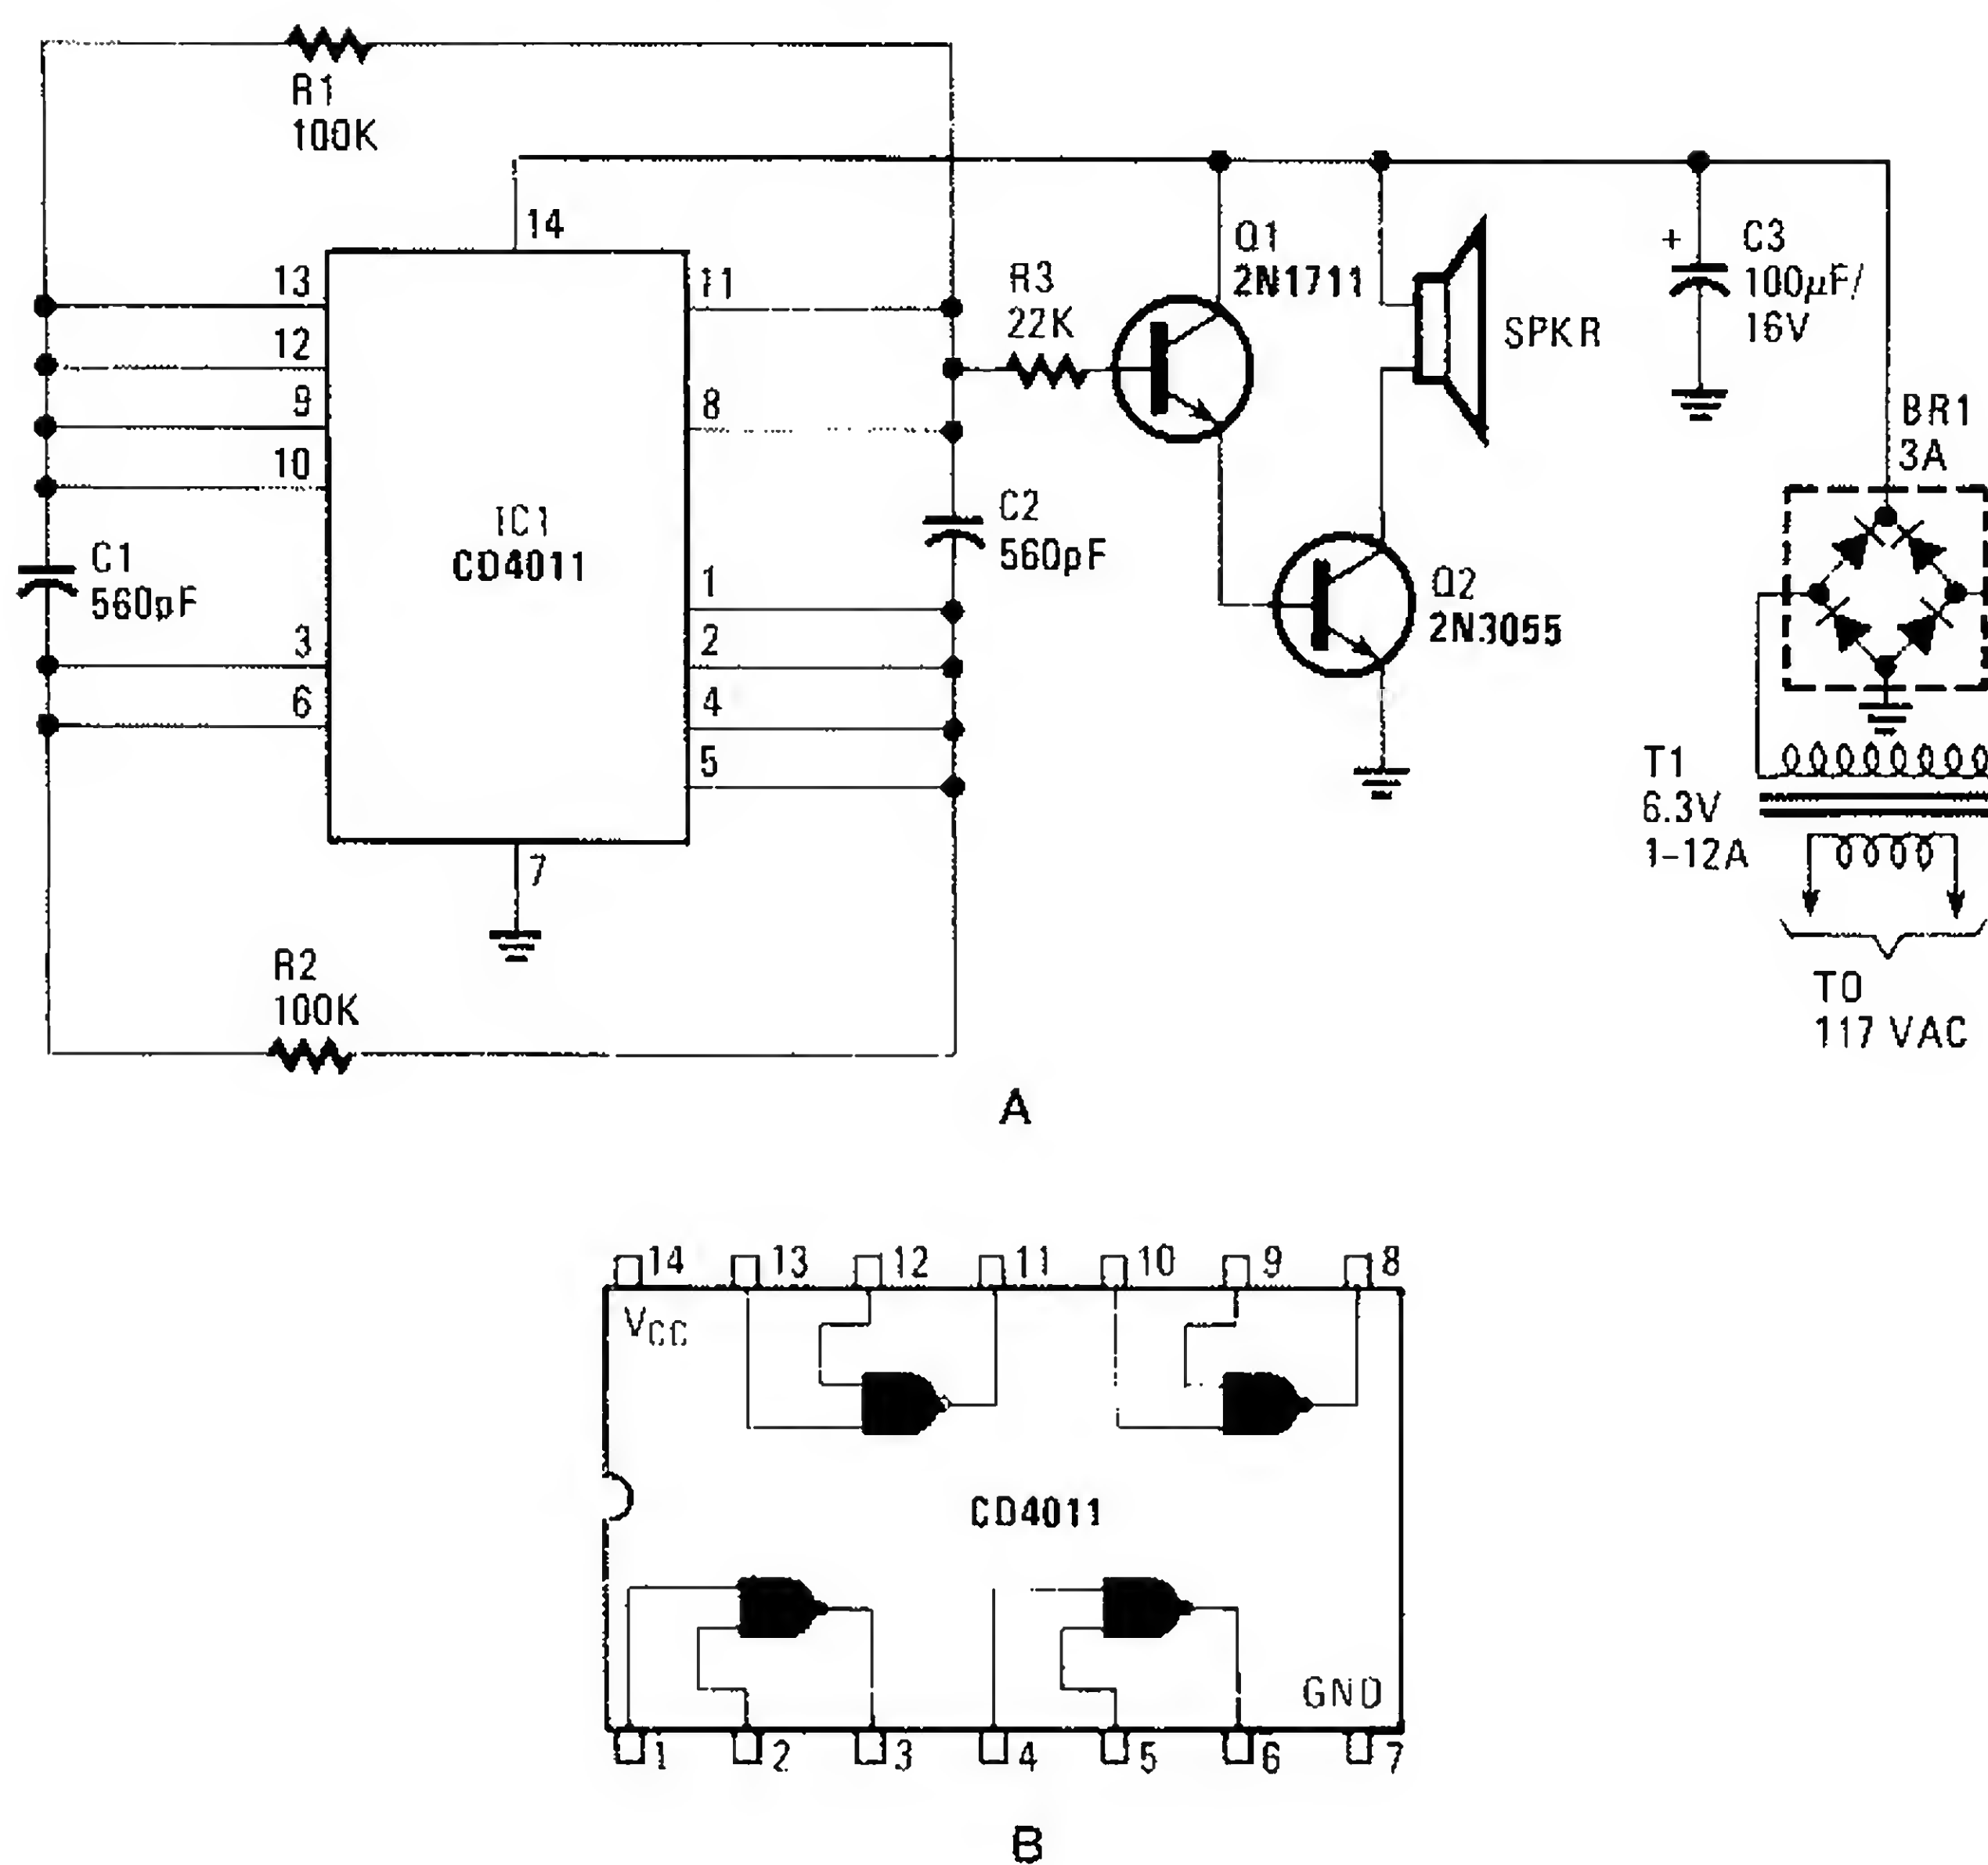 R1
100K
14
13
12
9
10
11
8
R3
22K
Q1
2N1711
SPKR
+
C3
100µF/
16V
BR1
3A
IC1
CD4011
C1
560pF
C2
560pF
3
6
1
2
4
5
7
Q2
2N3055
T1
6.3V
1-12A
TO
117 VAC
R2
100K
A
14 13 12 11 10 9 8
VCC
CD4011
GND
1 2 3 4 5 6 7
B